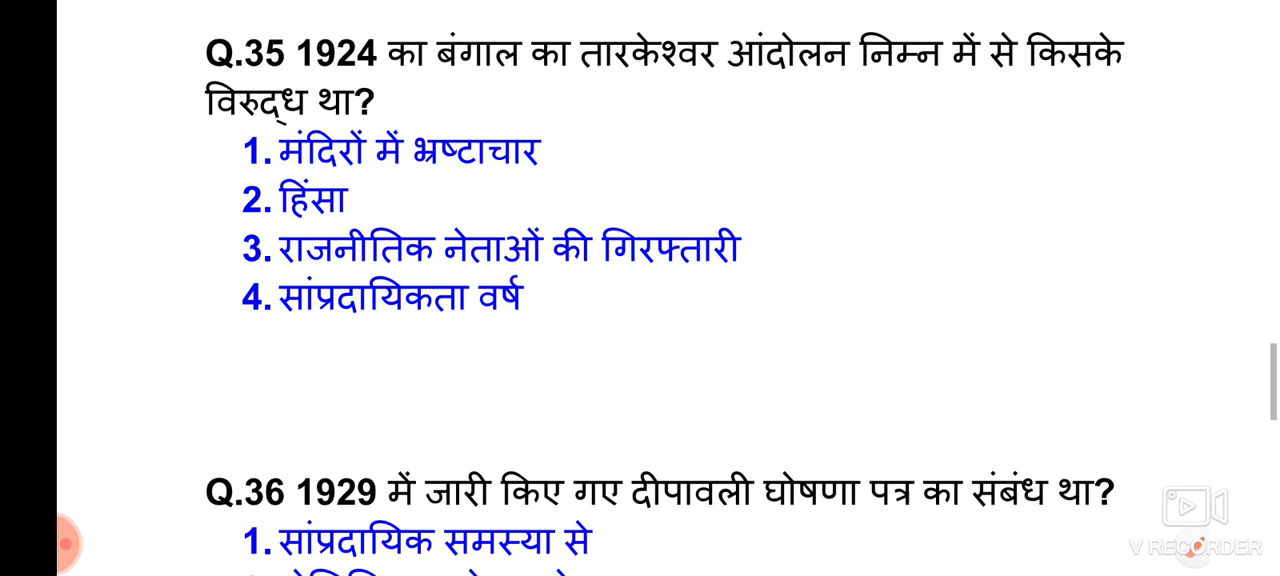 Q.35 1924 का बंगाल का तारकेश्वर आंदोलन निम्न में से किसके
विरुद्ध था?
1. मंदिरों में भ्रष्टाचार
2. हिंसा
3. राजनीतिक नेताओं की गिरफ्तारी
4. सांप्रदायिकता वर्ष
Q.36 1929 में जारी किए गए दीपावली घोषणा पत्र का संबंध था?
1. सांप्रदायिक समस्या से
V RECORDER